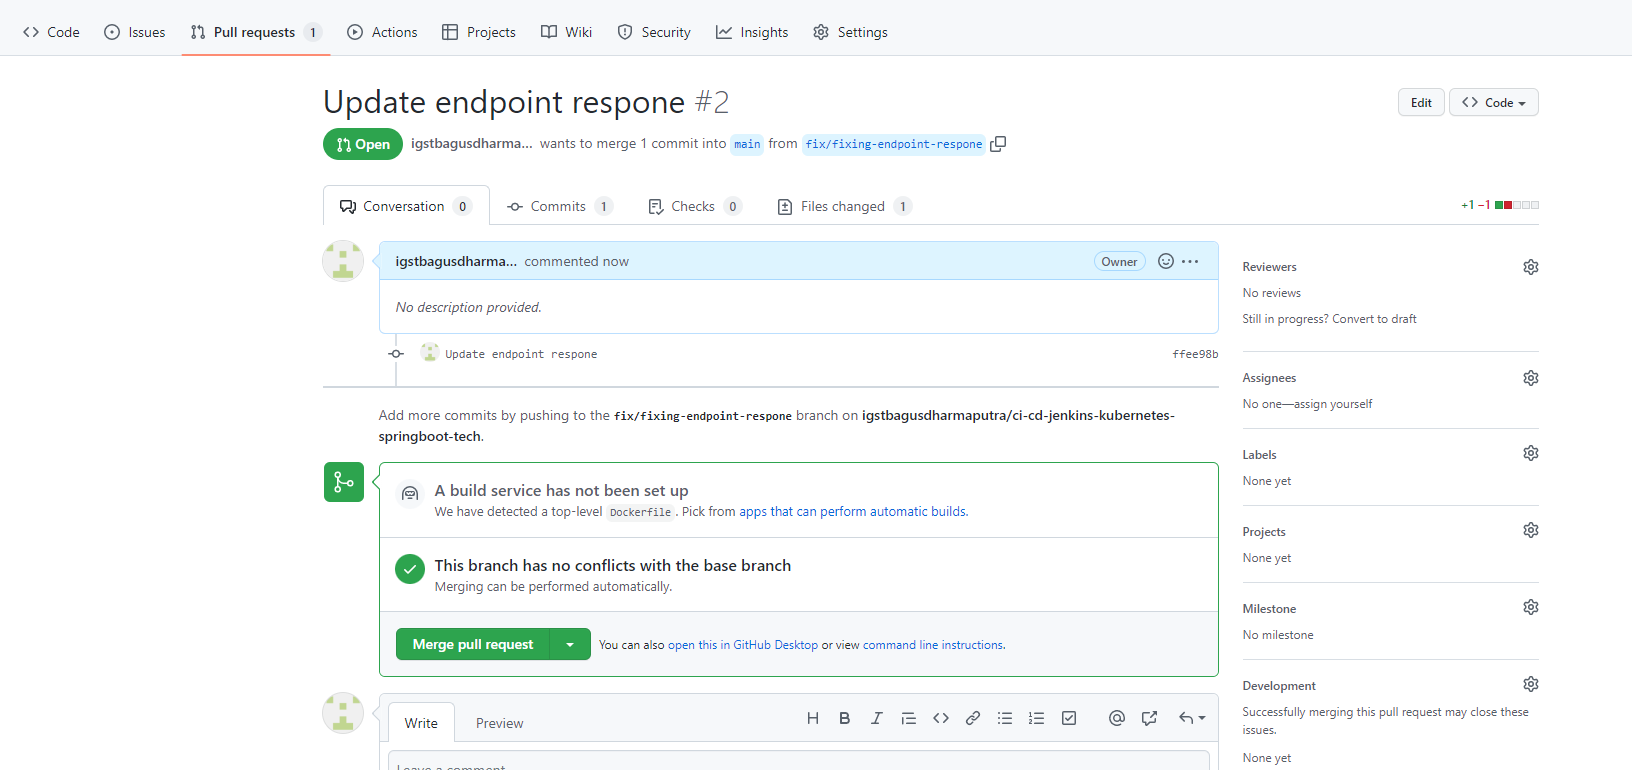 Code Issues Pull requests 1 Actions Projects Wiki Security Insights Settings
Update endpoint respone #2
Edit Code
Open igstbagusdharma... wants to merge 1 commit into main from fix/fixing-endpoint-respone
Conversation 0 Commits 1 Checks 0 Files changed 1
+1 −1
igstbagusdharma... commented now
Owner
No description provided.
Update endpoint respone ffee98b
Add more commits by pushing to the fix/fixing-endpoint-respone branch on igstbagusdharmaputra/ci-cd-jenkins-kubernetes-
springboot-tech.
A build service has not been set up
We have detected a top-level Dockerfile. Pick from apps that can perform automatic builds.
This branch has no conflicts with the base branch
Merging can be performed automatically.
Merge pull request You can also open this in GitHub Desktop or view command line instructions.
Write Preview
Leave a comment
Reviewers
No reviews
Still in progress? Convert to draft
Assignees
No one—assign yourself
Labels
None yet
Projects
None yet
Milestone
No milestone
Development
Successfully merging this pull request may close these
issues.
None yet